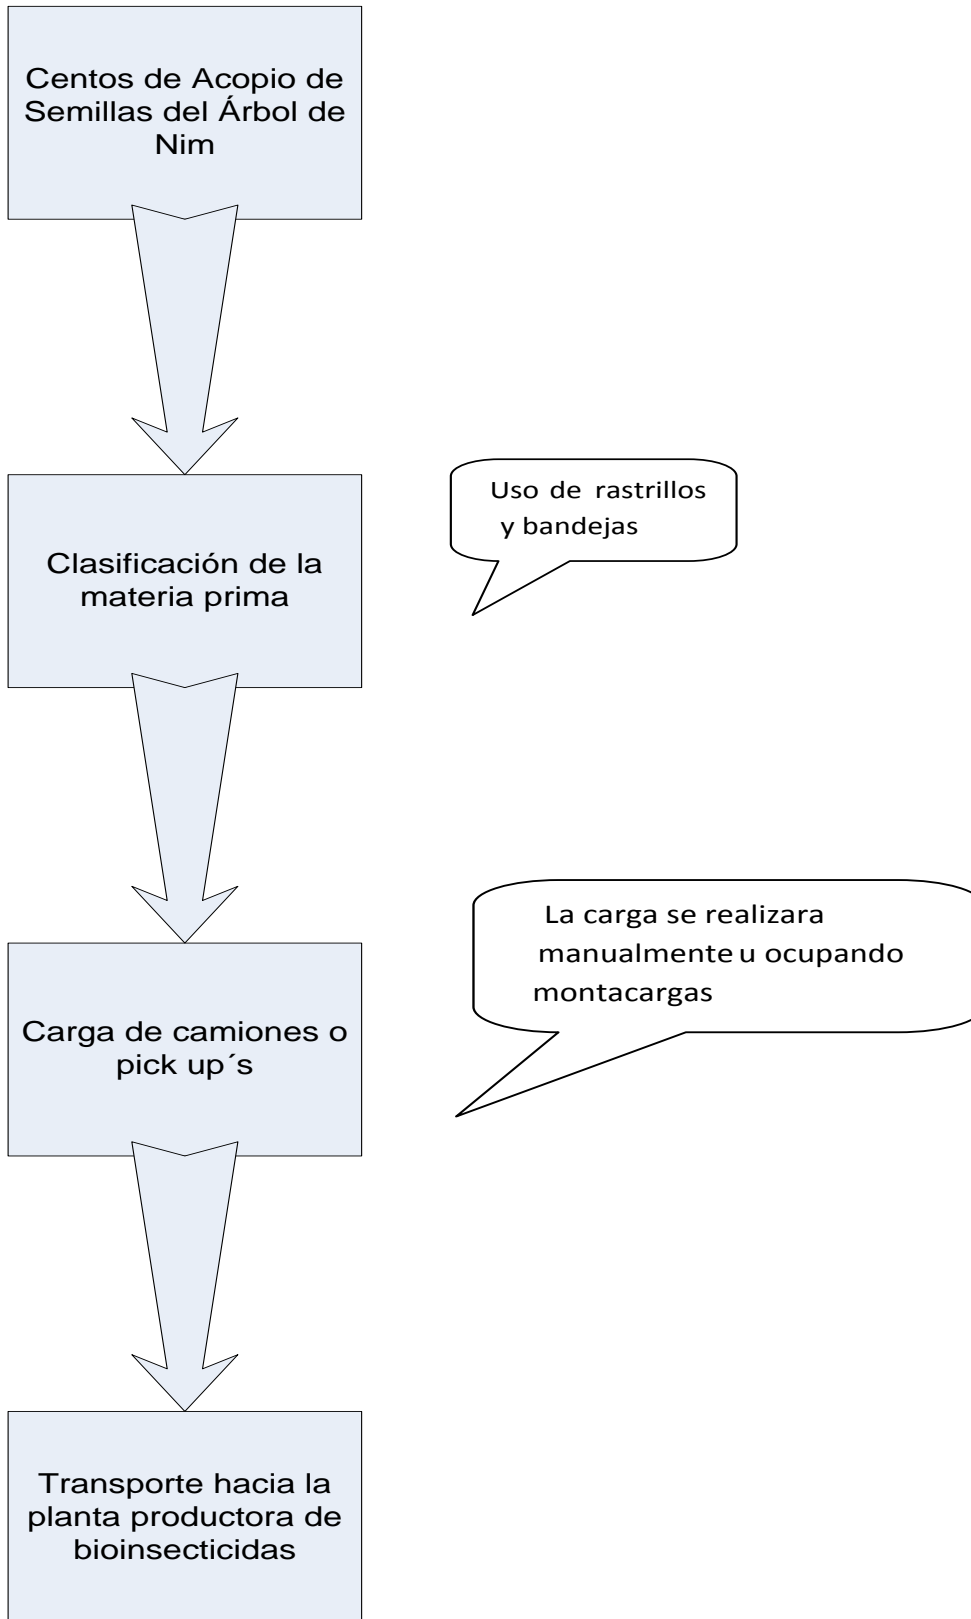 Centos de Acopio de
Semillas del Árbol de
Nim
Clasificación de la
materia prima
Uso de rastrillos
y bandejas
Carga de camiones o
pick up´s
La carga se realizara
manualmente u ocupando
montacargas
Transporte hacia la
planta productora de
bioinsecticidas